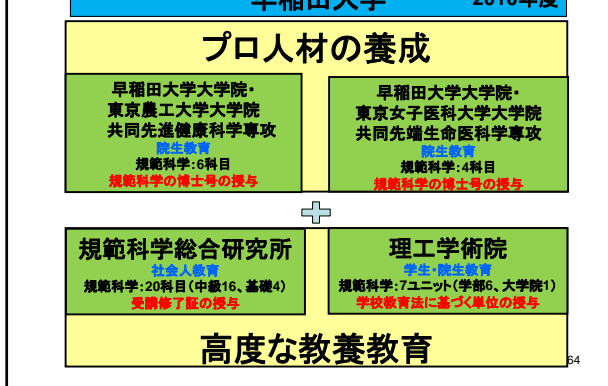 早稲田大学 2010年度
プロ人材の養成
早稲田大学大学院・
東京農工大学大学院
共同先進健康科学専攻
院生教育
規範科学:6科目
規範科学の博士号の授与
早稲田大学大学院・
東京女子医科大学大学院
共同先端生命医科学専攻
院生教育
規範科学:4科目
規範科学の博士号の授与
規範科学総合研究所
社会人教育
規範科学:20科目(中級16、基礎4)
受講修了証の授与
理工学術院
学生・院生教育
規範科学:7ユニット(学部6、大学院1)
学校教育法に基づく単位の授与
高度な教養教育
64